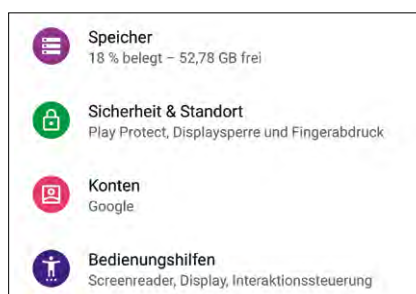 Speicher
18 % belegt – 52,78 GB frei
Sicherheit & Standort
Play Protect, Displaysperre und Fingerabdruck
Konten
Google
Bedienungshilfen
Screenreader, Display, Interaktionssteuerung